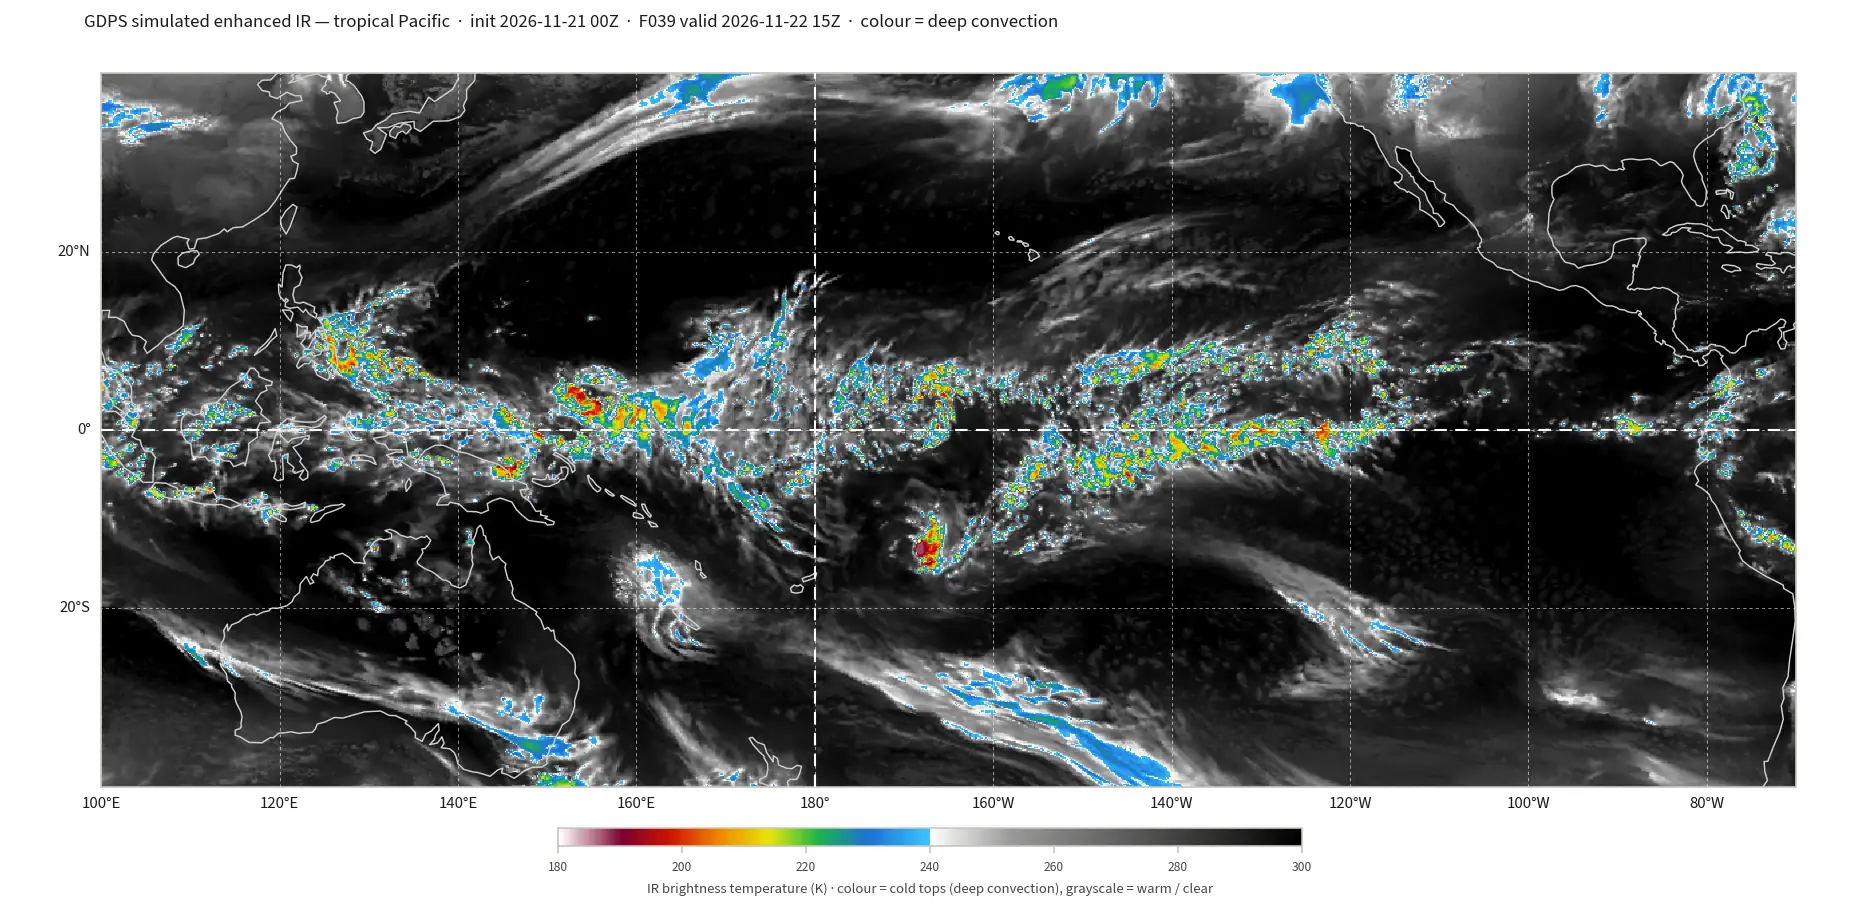 GDPS simulated enhanced IR — tropical Pacific · init 2026-11-21 00Z · F039 valid 2026-11-22 15Z · colour = deep convection
20°N
0°
20°S
100°E 120°E 140°E 160°E 180° 160°W 140°W 120°W 100°W 80°W
180 200 220 240 260 280 300
IR brightness temperature (K) · colour = cold tops (deep convection), grayscale = warm / clear